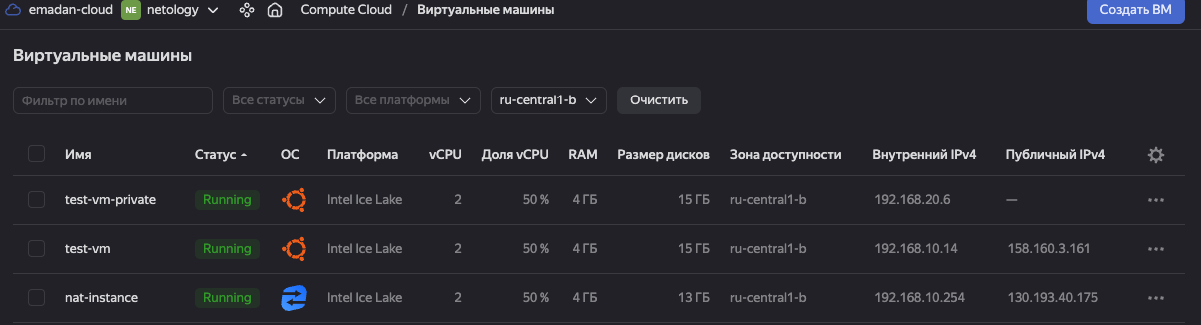 emadan-cloud NE netology Compute Cloud / Виртуальные машины Создать ВМ
Виртуальные машины
Фильтр по имени Все статусы Все платформы ru-central1-b Очистить
Имя Статус ОС Платформа vCPU Доля vCPU RAM Размер дисков Зона доступности Внутренний IPv4 Публичный IPv4
test-vm-private Running Intel Ice Lake 2 50 % 4 ГБ 15 ГБ ru-central1-b 192.168.20.6 —
test-vm Running Intel Ice Lake 2 50 % 4 ГБ 15 ГБ ru-central1-b 192.168.10.14 158.160.3.161
nat-instance Running Intel Ice Lake 2 50 % 4 ГБ 13 ГБ ru-central1-b 192.168.10.254 130.193.40.175